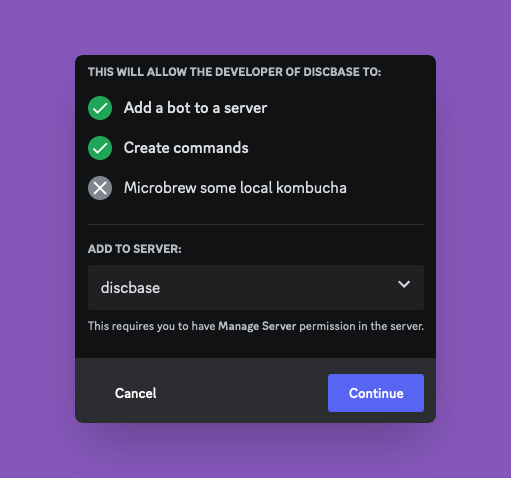 THIS WILL ALLOW THE DEVELOPER OF DISCBASE TO:
Add a bot to a server
Create commands
Microbrew some local kombucha
ADD TO SERVER:
discbase
This requires you to have Manage Server permission in the server.
Cancel
Continue